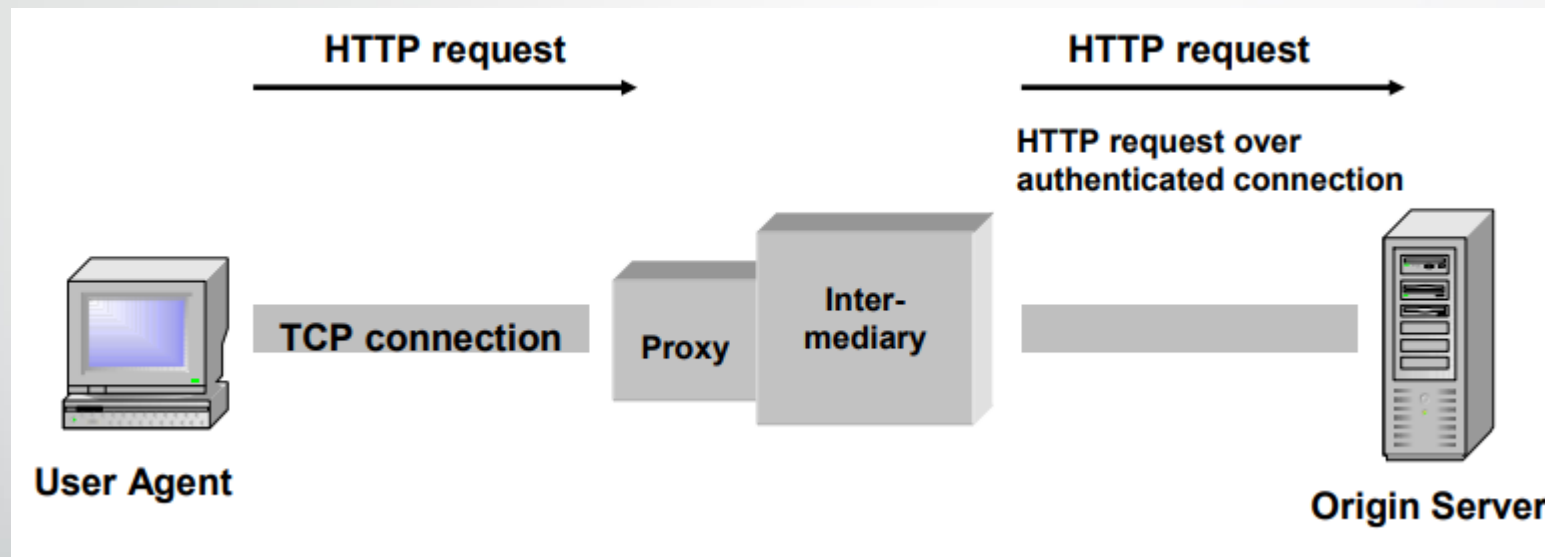 HTTP request
HTTP request
HTTP request over
authenticated connection
TCP connection
Proxy
Inter-
mediary
User Agent
Origin Server